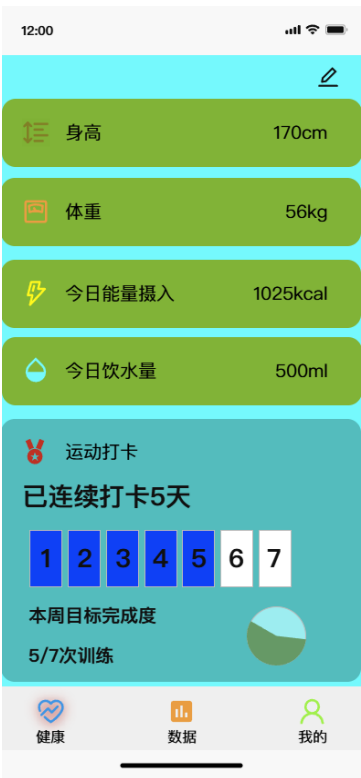 12:00
身高 170cm
体重 56kg
今日能量摄入 1025kcal
今日饮水量 500ml
运动打卡
已连续打卡5天
1 2 3 4 5 6 7
本周目标完成度
5/7次训练
健康 数据 我的